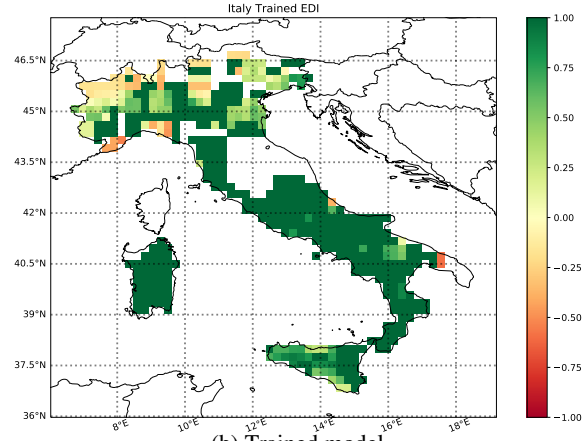 Italy Trained EDI
46.5°N
45°N
43.5°N
42°N
40.5°N
39°N
37.5°N
36°N
8°E
10°E
12°E
14°E
16°E
18°E
1.00
0.75
0.50
0.25
0.00
−0.25
−0.50
−0.75
−1.00
(b) Trained model